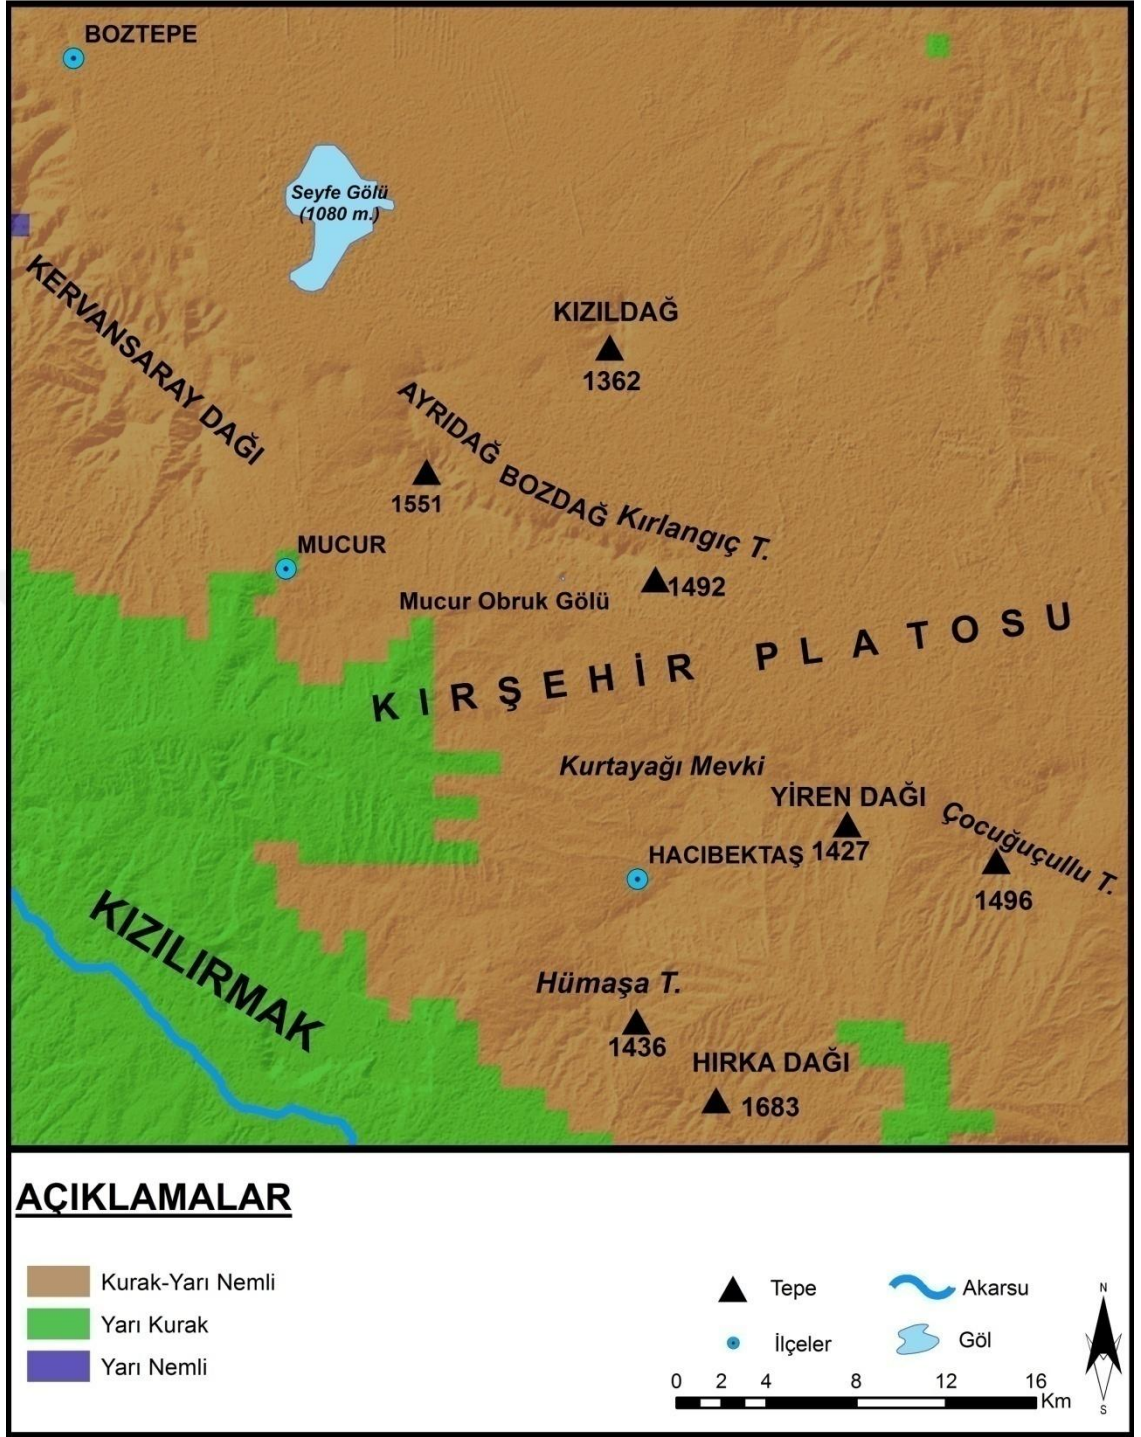 BOZTEPE
Seyfe Gölü
(1080 m.)
KERVANSARAY DAĞI
KIZILDAĞ
1362
AYRIDAĞ BOZDAĞ Kırlangıç T.
1551
MUCUR
1492
Mucur Obruk Gölü
KIRŞEHİR PLATOSU
Kurtayağı Mevki
YİREN DAĞI
Çocuğuçullu T.
HACIBEKTAŞ
1427
1496
KIZILIRMAK
Hümaşa T.
1436
HIRKA DAĞI
1683
AÇIKLAMALAR
Kurak-Yarı Nemli
Yarı Kurak
Yarı Nemli
Tepe
Akarsu
İlçeler
Göl
0 2 4 8 12 16
Km
N
S